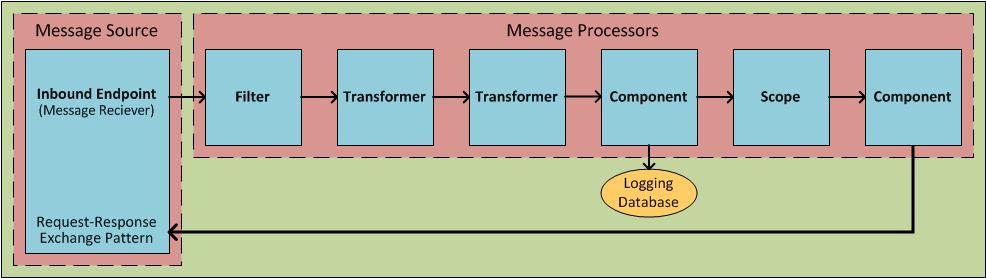 Message Source
Message Processors
Inbound Endpoint
(Message Reciever)
Filter
Transformer
Transformer
Component
Scope
Component
Logging
Database
Request-Response
Exchange Pattern